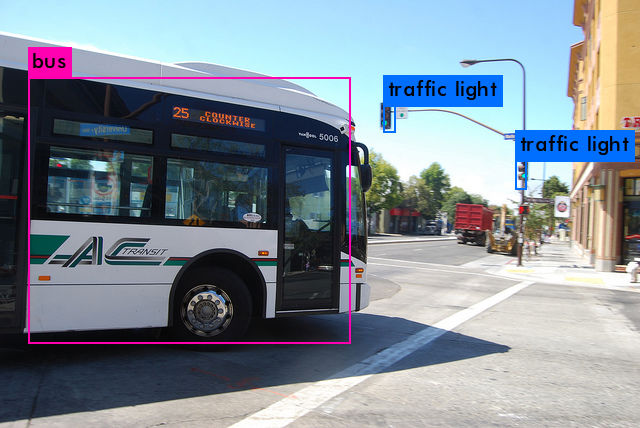 bus
traffic light
traffic light
25 COUNTER
CLOCKWISE
5006
AC TRANSIT